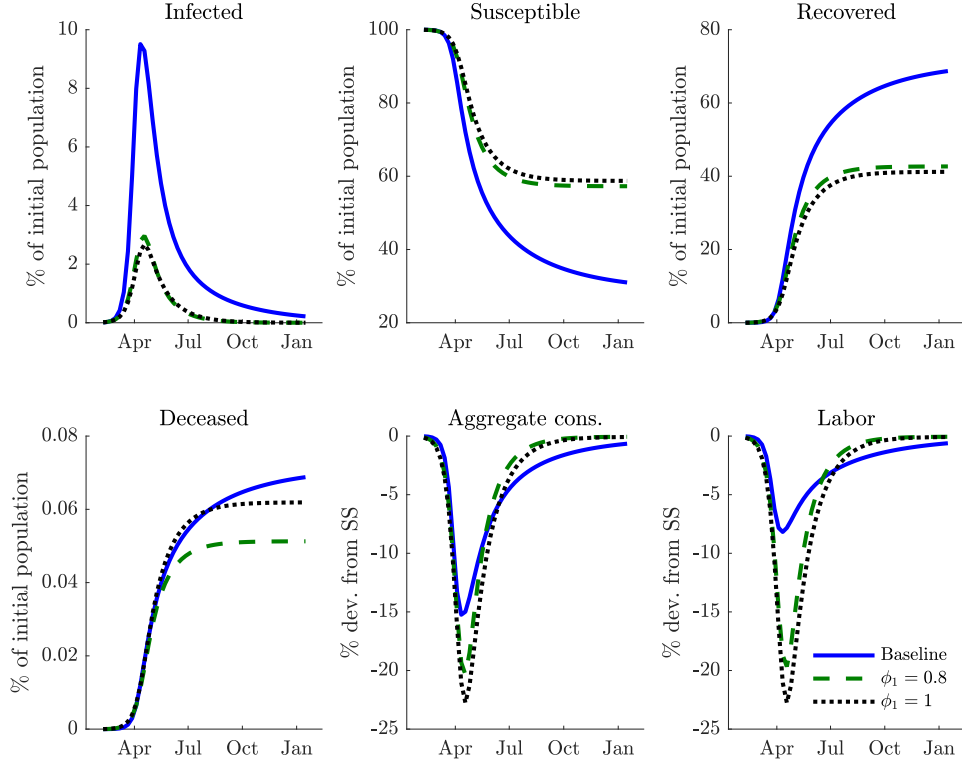 Infected
% of initial population
10
8
6
4
2
0
Apr Jul Oct Jan
Susceptible
% of initial population
100
80
60
40
20
Apr Jul Oct Jan
Recovered
% of initial population
80
60
40
20
0
Apr Jul Oct Jan
Deceased
% of initial population
0.08
0.06
0.04
0.02
0
Apr Jul Oct Jan
Aggregate cons.
% dev. from SS
0
-5
-10
-15
-20
-25
Apr Jul Oct Jan
Labor
% dev. from SS
0
-5
-10
-15
-20
-25
Apr Jul Oct Jan
Baseline
ϕ₁ = 0.8
ϕ₁ = 1